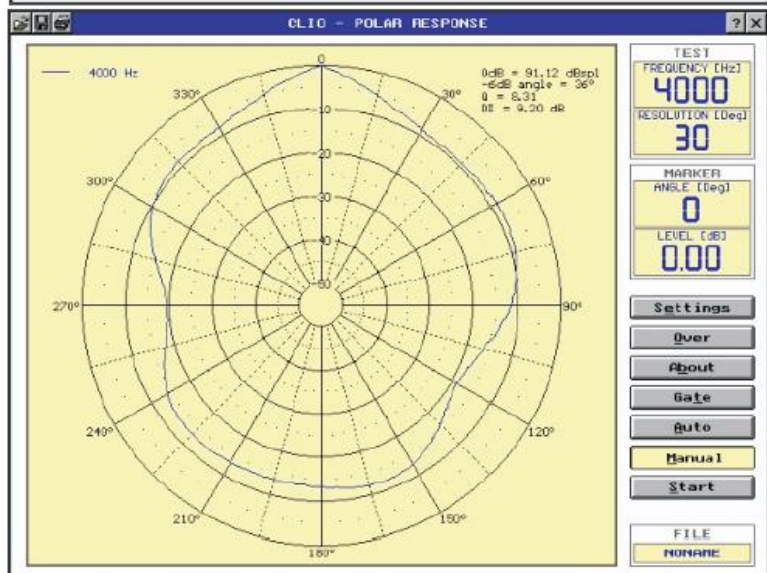 CLIO - POLAR RESPONSE
? X
4000 Hz
0dB = 91.12 dBspl
-6dB angle = 36°
Q = 8.31
DI = 9.20 dB
0
-10
-20
-30
-40
-50
30°
60°
90°
120°
150°
180°
210°
240°
270°
300°
330°
TEST
FREQUENCY [Hz]
4000
RESOLUTION [Deg]
30
MARKER
ANGLE [Deg]
0
LEVEL [dB]
0.00
Settings
Over
About
Gate
Auto
Manual
Start
FILE
NONAME